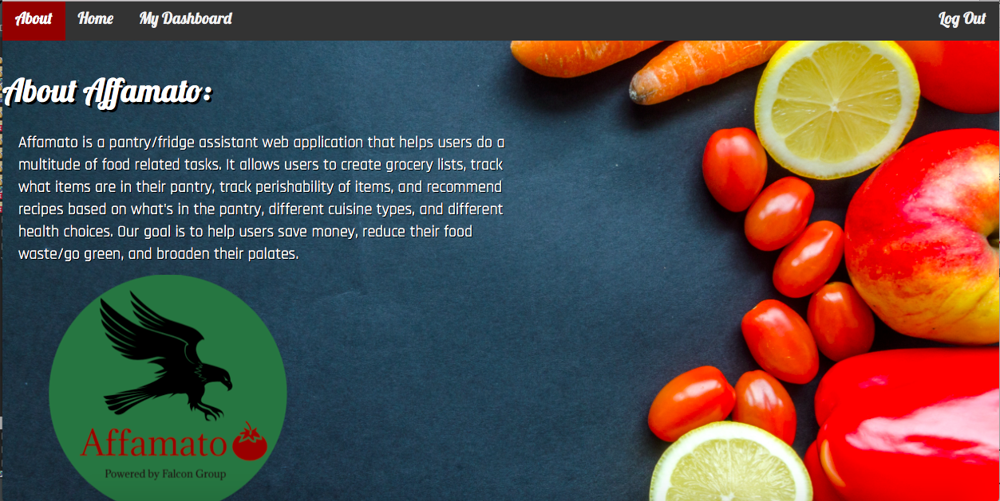 About Home My Dashboard Log Out
About Affamato:
Affamato is a pantry/fridge assistant web application that helps users do a
multitude of food related tasks. It allows users to create grocery lists, track
what items are in their pantry, track perishability of items, and recommend
recipes based on what's in the pantry, different cuisine types, and different
health choices. Our goal is to help users save money, reduce their food
waste/go green, and broaden their palates.
Affamato
Powered by Falcon Group